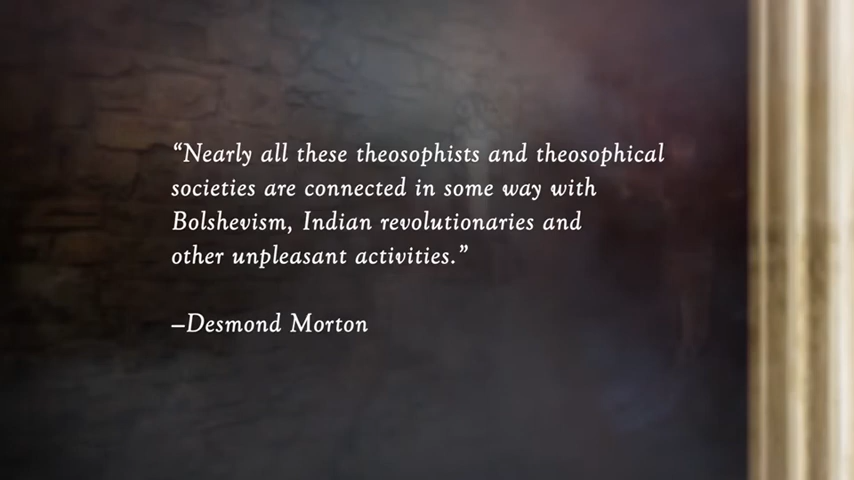 “Nearly all these theosophists and theosophical
societies are connected in some way with
Bolshevism, Indian revolutionaries and
other unpleasant activities.”
–Desmond Morton